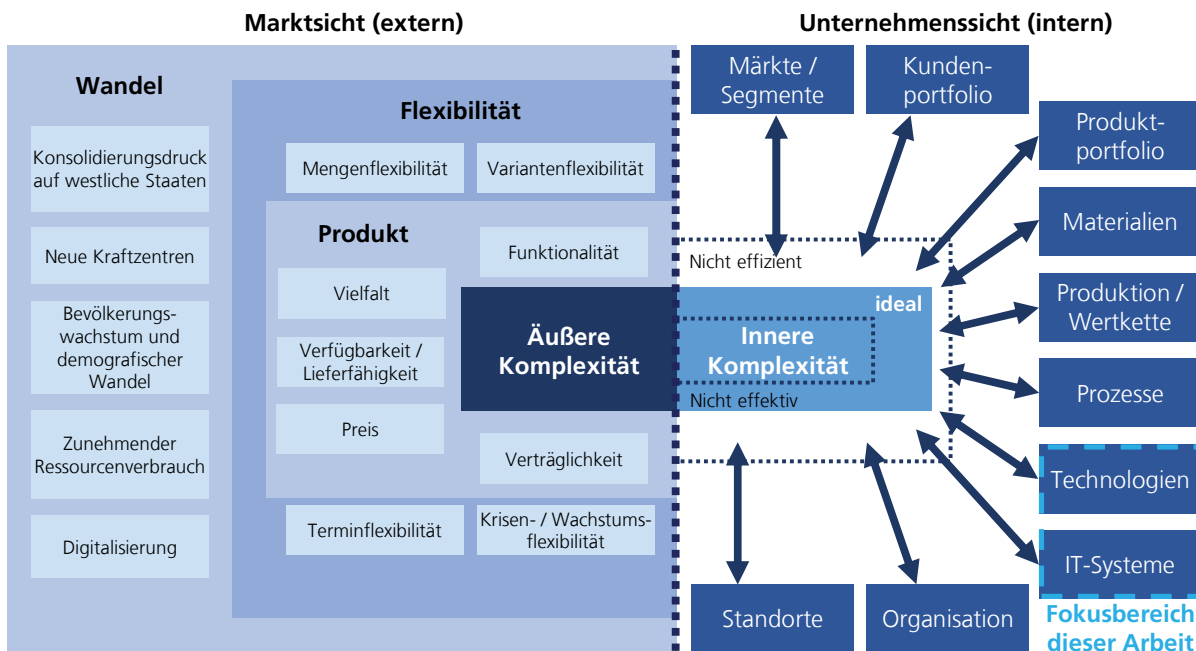 Marktsicht (extern)
Unternehmenssicht (intern)
Wandel
Konsolidierungsdruck
auf westliche Staaten
Neue Kraftzentren
Bevölkerungs-
wachstum und
demografischer
Wandel
Zunehmender
Ressourcenverbrauch
Digitalisierung
Flexibilität
Mengenflexibilität
Variantenflexibilität
Produkt
Funktionalität
Vielfalt
Verfügbarkeit /
Lieferfähigkeit
Preis
Verträglichkeit
Terminflexibilität
Krisen- / Wachstums-
flexibilität
Äußere
Komplexität
Nicht effizient
ideal
Innere
Komplexität
Nicht effektiv
Märkte /
Segmente
Kunden-
portfolio
Produkt-
portfolio
Materialien
Produktion /
Wertkette
Prozesse
Technologien
IT-Systeme
Standorte
Organisation
Fokusbereich
dieser Arbeit